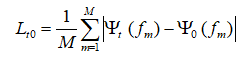 L_{t0} = \frac{1}{M} \sum_{m=1}^{M} \left| \Psi_t (f_m) - \Psi_0 (f_m) \right|